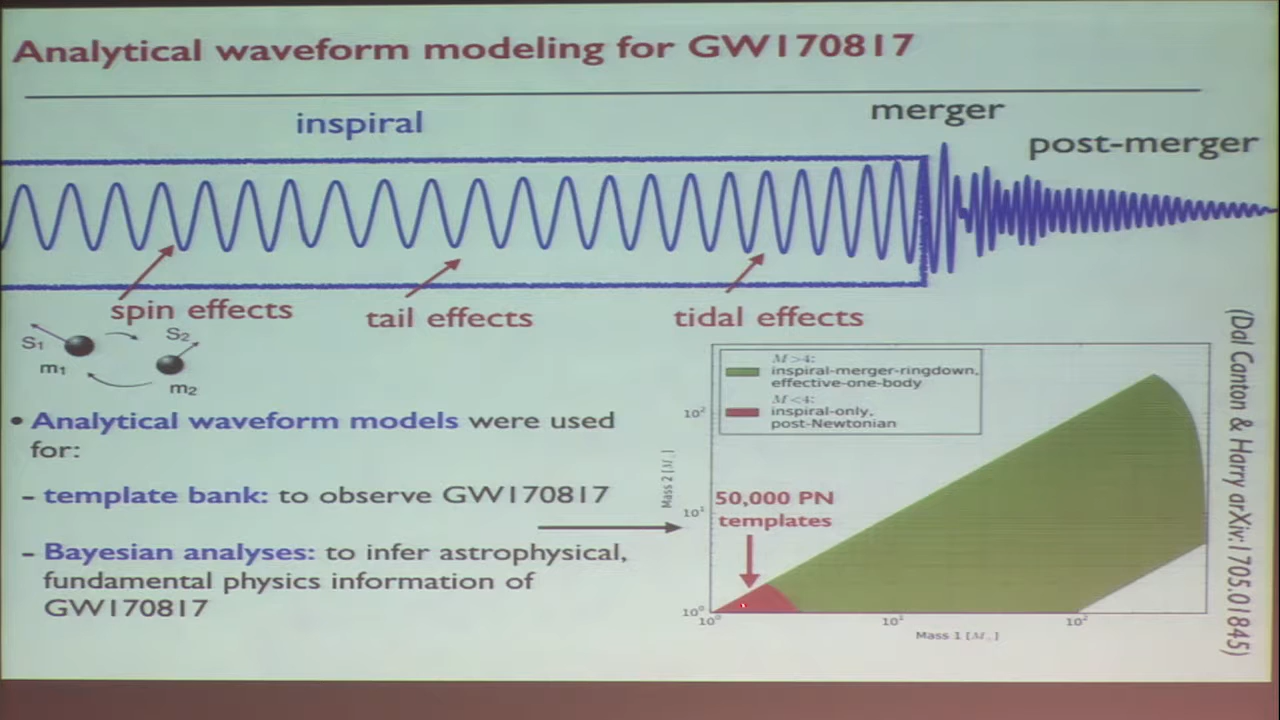 Analytical waveform modeling for GW170817
inspiral
merger
post-merger
spin effects
tail effects
tidal effects
S1
S2
m1
m2
• Analytical waveform models were used
for:
- template bank: to observe GW170817
- Bayesian analyses: to infer astrophysical,
fundamental physics information of
GW170817
M>4:
inspiral-merger-ringdown,
effective-one-body
M<4:
inspiral-only,
post-Newtonian
50,000 PN
templates
Mass 2 [M☉]
10²
10¹
10⁰
10⁰
10¹
10²
Mass 1 [M☉]
(Dal Canton & Harry arXiv:1705.01845)